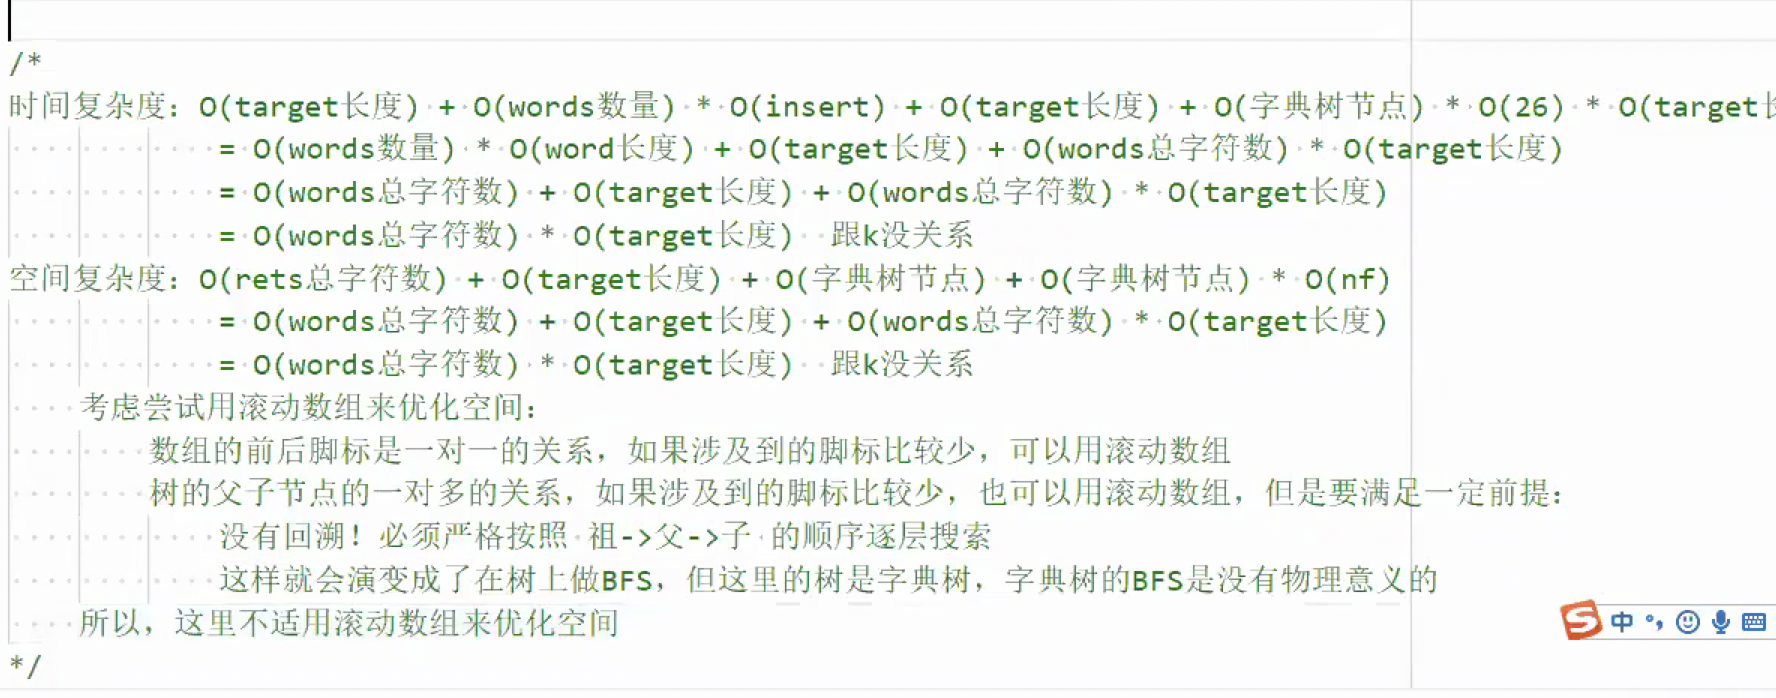 /*
时间复杂度：O(target长度) + O(words数量) * O(insert) + O(target长度) + O(字典树节点) * O(26) * O(target
= O(words数量) * O(word长度) + O(target长度) + O(words总字符数) * O(target长度)
= O(words总字符数) + O(target长度) + O(words总字符数) * O(target长度)
= O(words总字符数) * O(target长度) 跟k没关系
空间复杂度：O(rets总字符数) + O(target长度) + O(字典树节点) + O(字典树节点) * O(nf)
= O(words总字符数) + O(target长度) + O(words总字符数) * O(target长度)
= O(words总字符数) * O(target长度) 跟k没关系
考虑尝试用滚动数组来优化空间：
数组的前后脚标是一对一的关系，如果涉及到的脚标比较少，可以用滚动数组
树的父子节点的一对多的关系，如果涉及到的脚标比较少，也可以用滚动数组，但是要满足一定前提：
没有回溯！必须严格按照 祖->父->子 的顺序逐层搜索
这样就会演变成了在树上做BFS，但这里的树是字典树，字典树的BFS是没有物理意义的
所以，这里不适用滚动数组来优化空间
*/
S 中